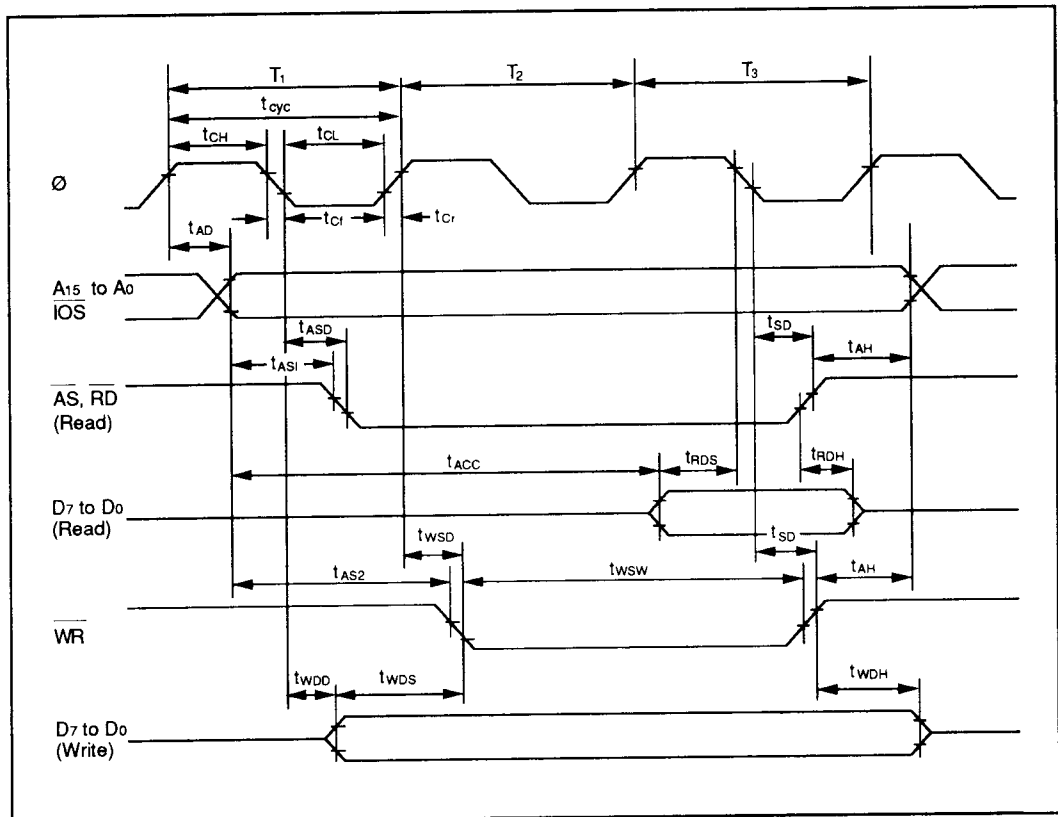 T1 T2 T3
tcyc
tCH tCL
Ø
tCf tCr
tAD
A15 to A0
IOS
tASD tSD
tASI tAH
AS, RD
(Read)
tACC tRDS tRDH
D7 to D0
(Read)
tWSD tSD
tAS2 tWSW tAH
WR
tWDD tWDS tWDH
D7 to D0
(Write)